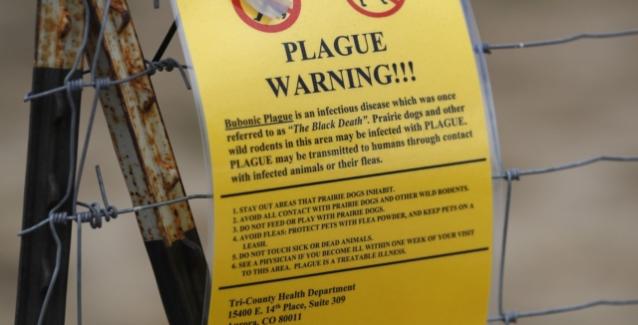 PLAGUE
WARNING!!!
Bubonic Plague is an infectious disease which was once
referred to as "The Black Death". Prairie dogs and other
wild rodents in this area may be infected with PLAGUE.
PLAGUE may be transmitted to humans through contact
with infected animals or their fleas.
1. STAY OUT AREAS THAT PRAIRIE DOGS INHABIT.
2. AVOID ALL CONTACT WITH PRAIRIE DOGS AND OTHER WILD RODENTS.
3. DO NOT FEED OR PLAY WITH PRAIRIE DOGS.
4. AVOID FLEAS: PROTECT PETS WITH FLEA POWDER, AND KEEP PETS ON A
LEASH.
5. DO NOT TOUCH SICK OR DEAD ANIMALS.
6. SEE A PHYSICIAN IF YOU BECOME ILL WITHIN ONE WEEK OF YOUR VISIT
TO THIS AREA. PLAGUE IS A TREATABLE ILLNESS.
Tri-County Health Department
15400 E. 14th Place, Suite 309
Aurora, CO 80011